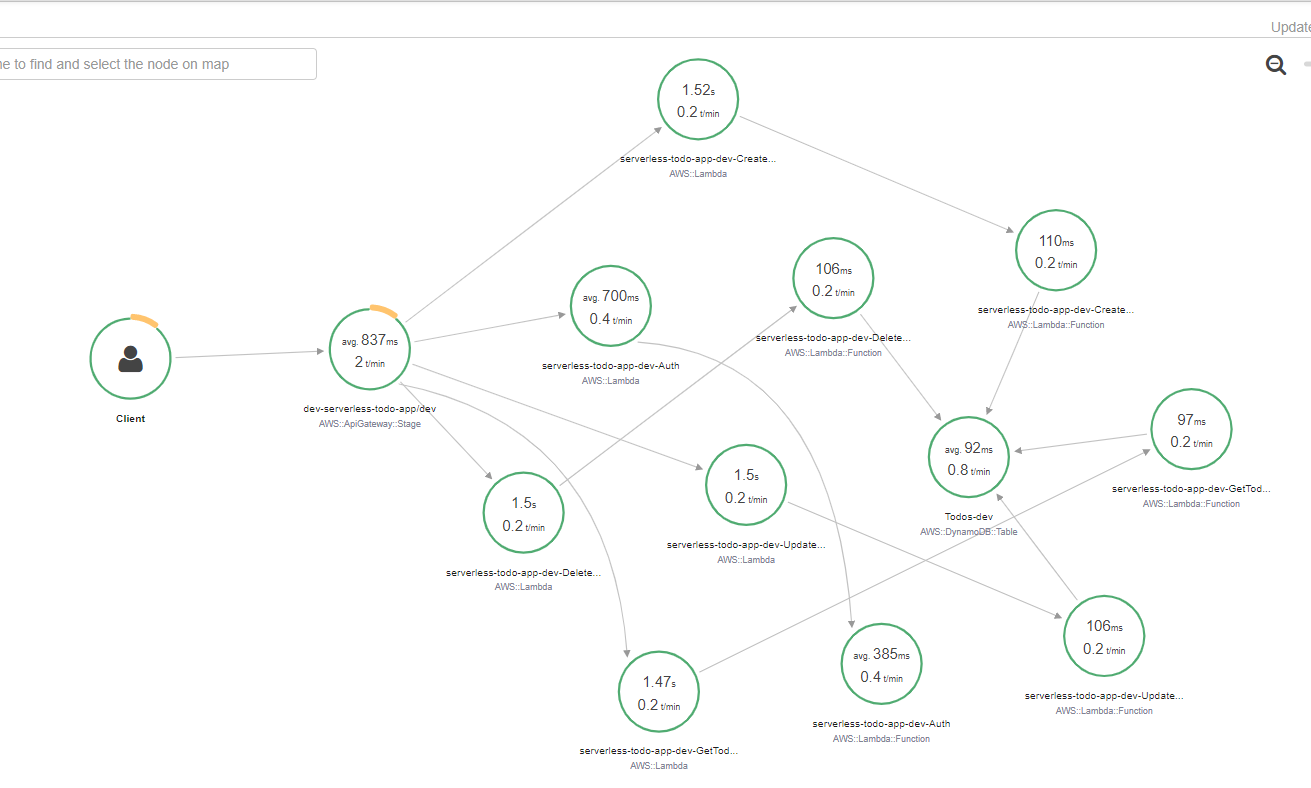 Update
ne to find and select the node on map
1.52s
0.2 t/min
serverless-todo-app-dev-Create...
AWS::Lambda
110ms
0.2 t/min
serverless-todo-app-dev-Create...
AWS::Lambda::Function
106ms
0.2 t/min
serverless-todo-app-dev-Delete...
AWS::Lambda::Function
avg. 700ms
0.4 t/min
serverless-todo-app-dev-Auth
AWS::Lambda
Client
avg. 837ms
2 t/min
dev-serverless-todo-app/dev
AWS::ApiGateway::Stage
97ms
0.2 t/min
serverless-todo-app-dev-GetTod...
AWS::Lambda::Function
avg. 92ms
0.8 t/min
Todos-dev
AWS::DynamoDB::Table
1.5s
0.2 t/min
serverless-todo-app-dev-Update...
AWS::Lambda
1.5s
0.2 t/min
serverless-todo-app-dev-Delete...
AWS::Lambda
106ms
0.2 t/min
serverless-todo-app-dev-Update...
AWS::Lambda::Function
avg. 385ms
0.4 t/min
serverless-todo-app-dev-Auth
AWS::Lambda::Function
1.47s
0.2 t/min
serverless-todo-app-dev-GetTod...
AWS::Lambda